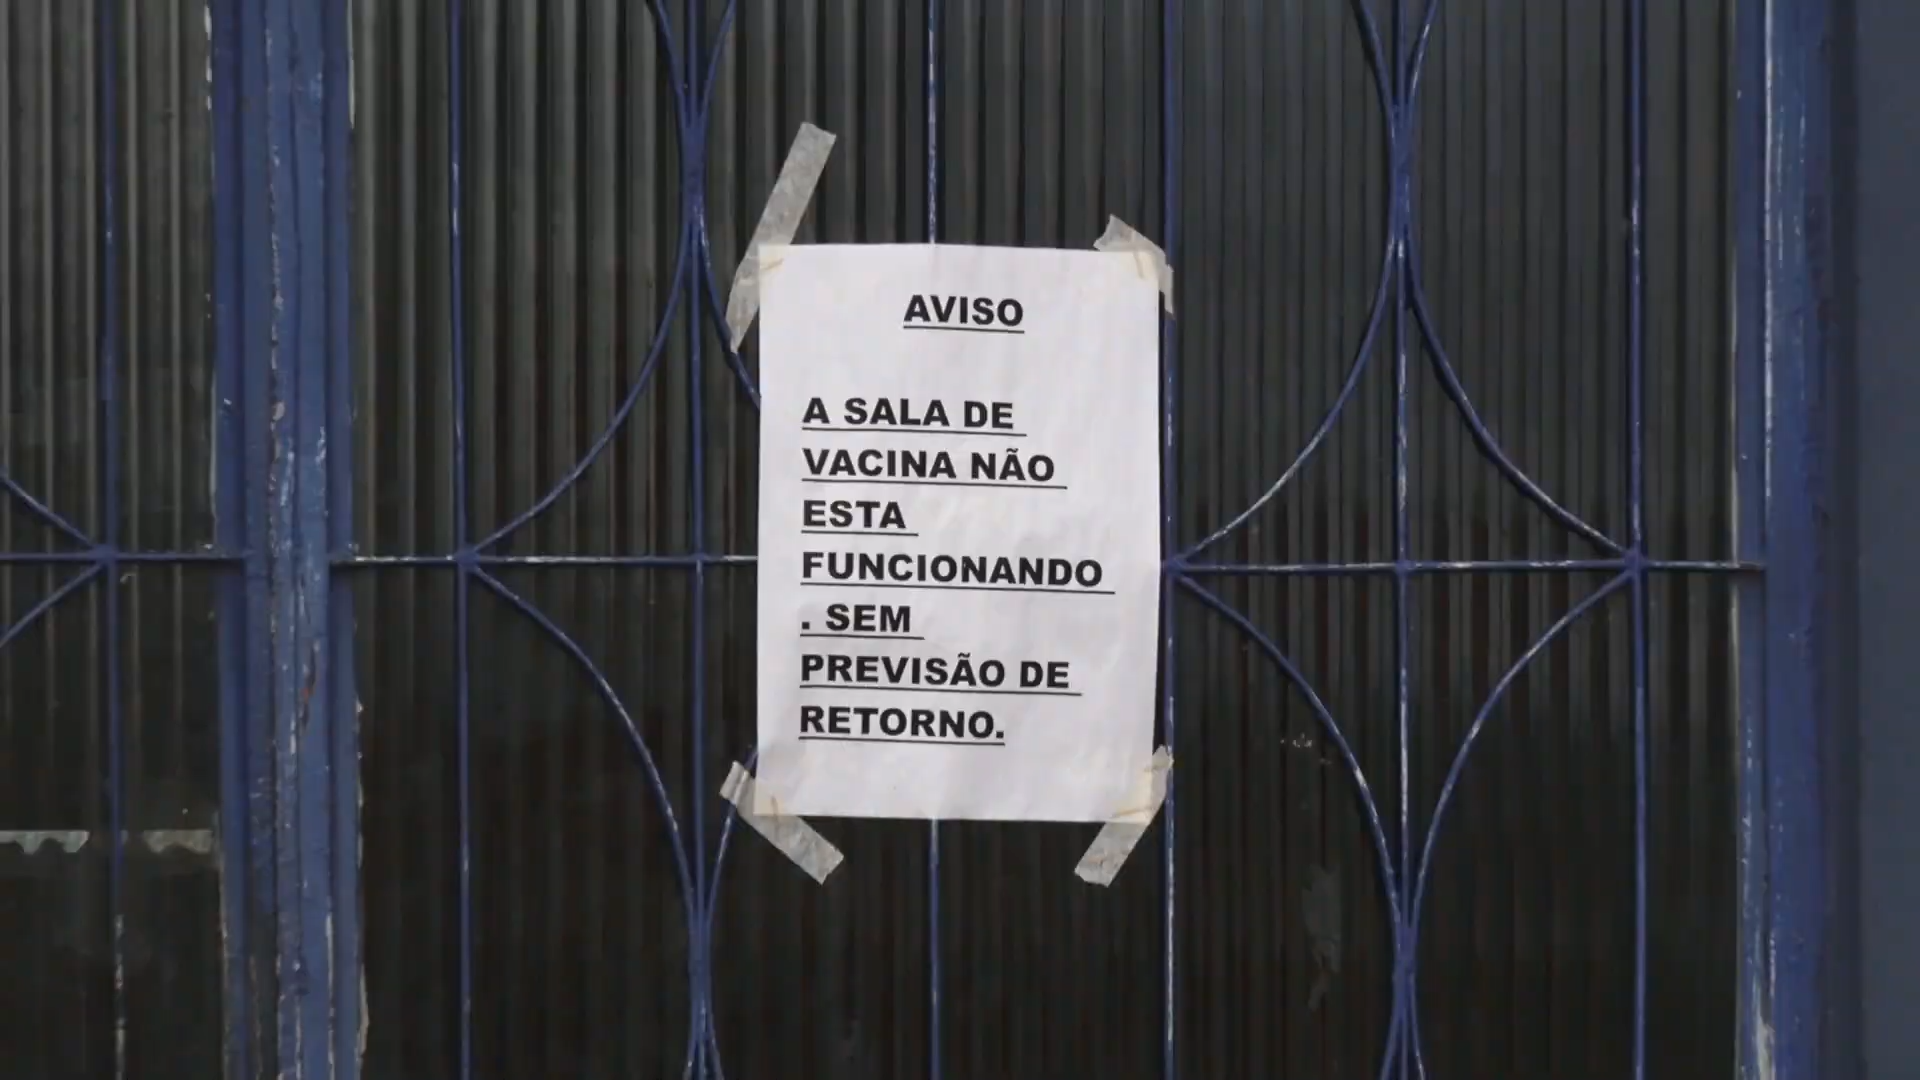 AVISO
A SALA DE
VACINA NÃO
ESTA
FUNCIONANDO
. SEM
PREVISÃO DE
RETORNO.